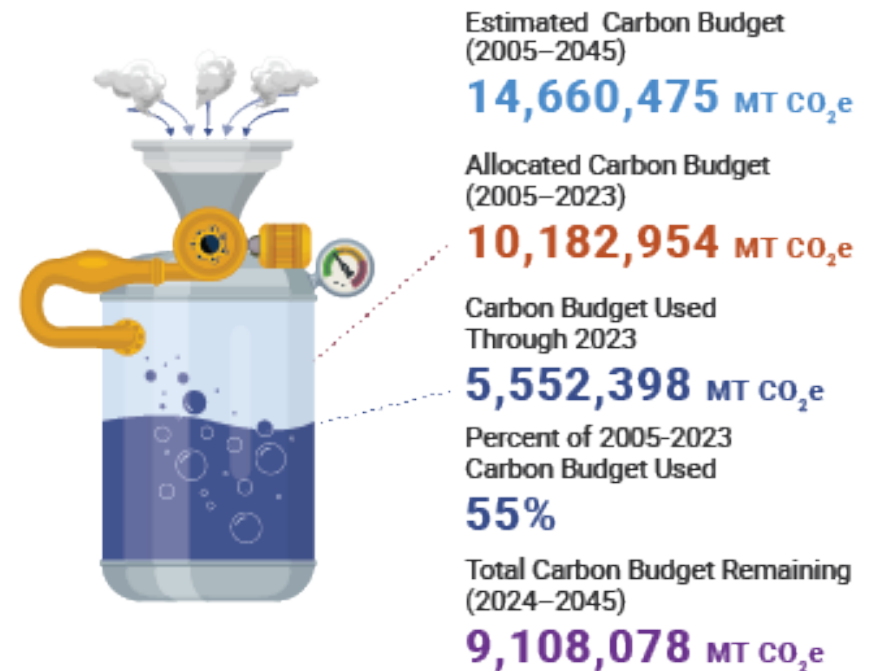 Estimated Carbon Budget
(2005–2045)
14,660,475 MT CO₂e
Allocated Carbon Budget
(2005–2023)
10,182,954 MT CO₂e
Carbon Budget Used
Through 2023
5,552,398 MT CO₂e
Percent of 2005-2023
Carbon Budget Used
55%
Total Carbon Budget Remaining
(2024–2045)
9,108,078 MT CO₂e